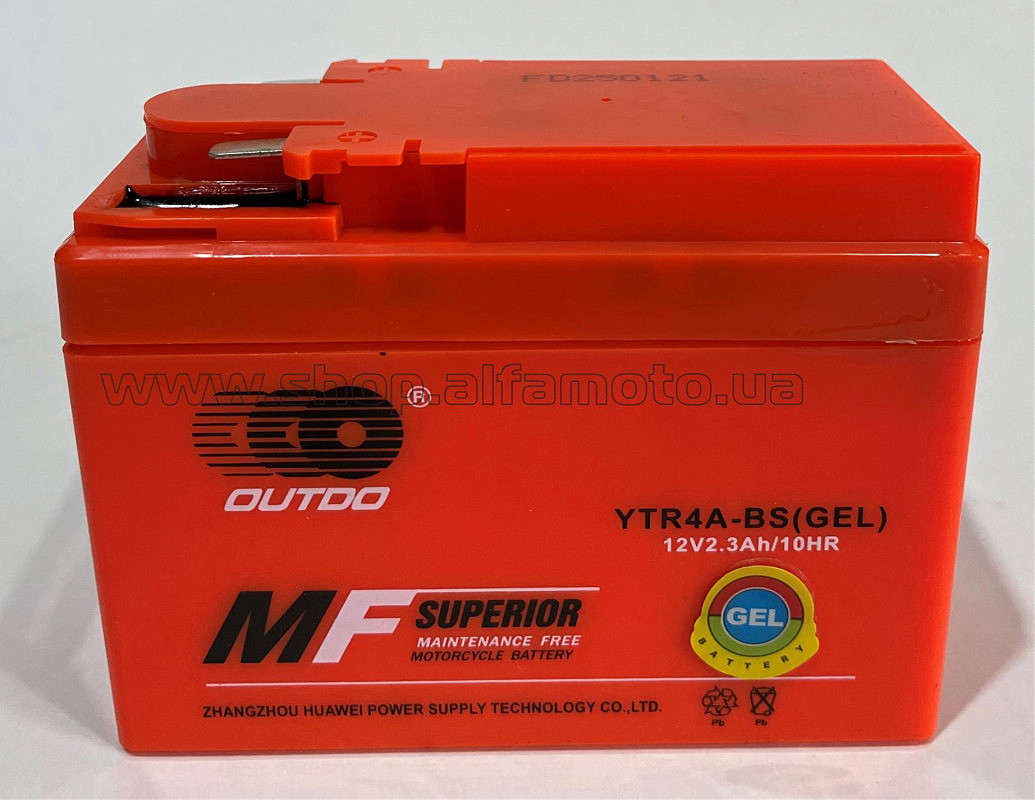 FD250121
www.shop.alfamoto.ua
®
OUTDO
YTR4A-BS(GEL)
12V2.3Ah/10HR
MF SUPERIOR
MAINTENANCE FREE
MOTORCYCLE BATTERY
GEL
BATTERY
ZHANGZHOU HUAWEI POWER SUPPLY TECHNOLOGY CO.,LTD.
Pb Pb